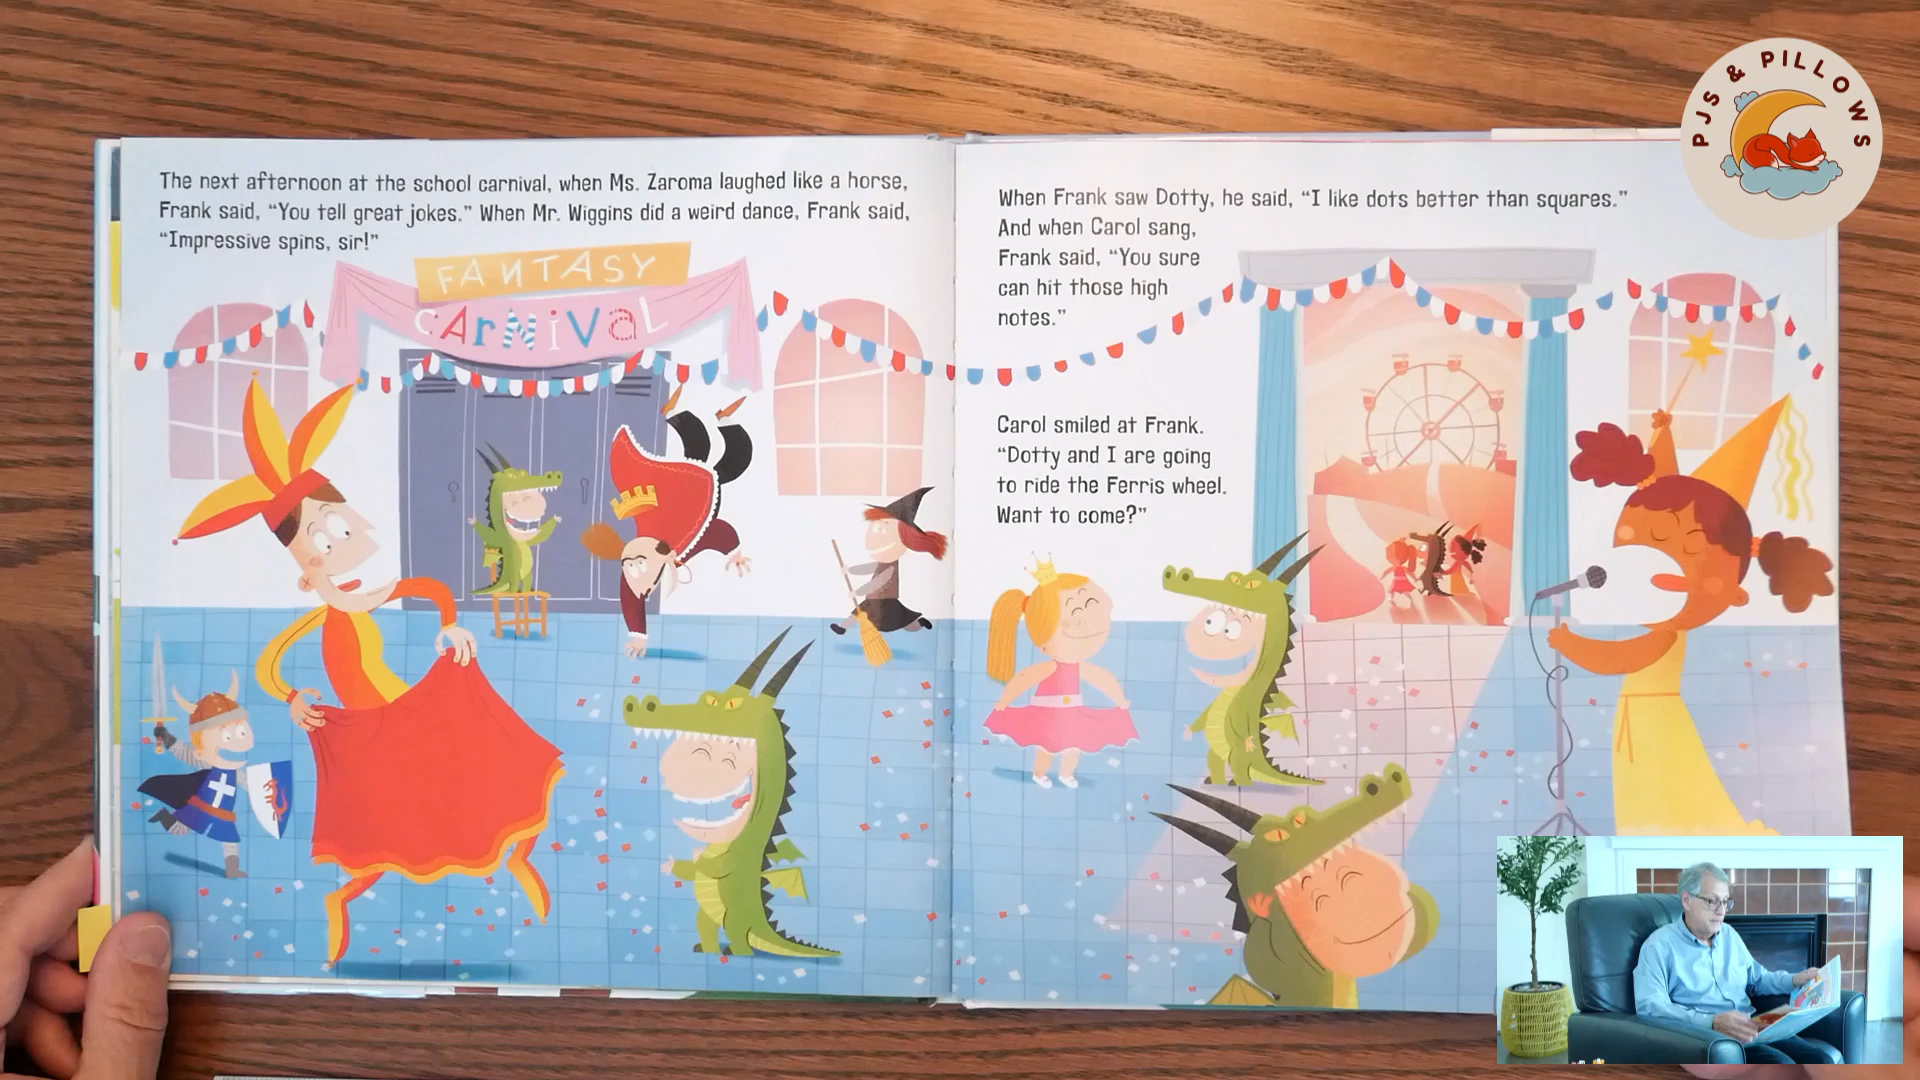 The next afternoon at the school carnival, when Ms. Zaroma laughed like a horse,
Frank said, “You tell great jokes.” When Mr. Wiggins did a weird dance, Frank said,
“Impressive spins, sir!”
FANTASY
CArNiVaL
When Frank saw Dotty, he said, “I like dots better than squares.”
And when Carol sang,
Frank said, “You sure
can hit those high
notes.”
Carol smiled at Frank.
“Dotty and I are going
to ride the Ferris wheel.
Want to come?”
PJS & PILLOWS